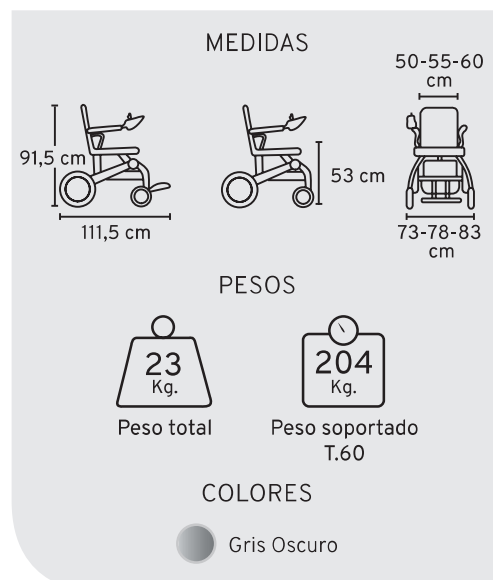 MEDIDAS
50-55-60
cm
91,5 cm
53 cm
111,5 cm
73-78-83
cm
PESOS
23
Kg.
204
Kg.
Peso total
Peso soportado
T.60
COLORES
Gris Oscuro